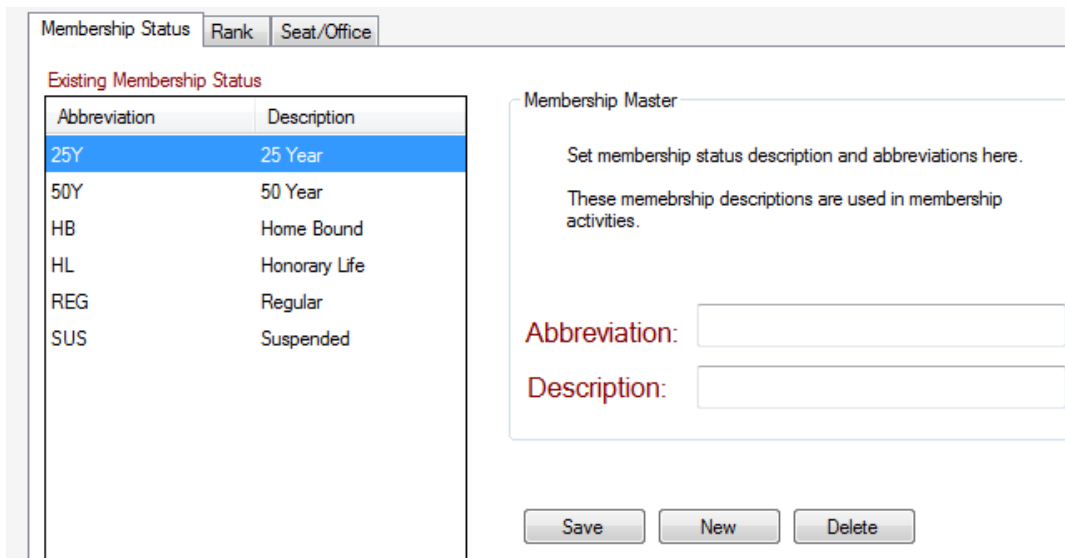 Membership Status Rank Seat/Office
Existing Membership Status
Abbreviation Description
25Y 25 Year
50Y 50 Year
HB Home Bound
HL Honorary Life
REG Regular
SUS Suspended
Membership Master
Set membership status description and abbreviations here.
These memebrship descriptions are used in membership
activities.
Abbreviation:
Description:
Save New Delete